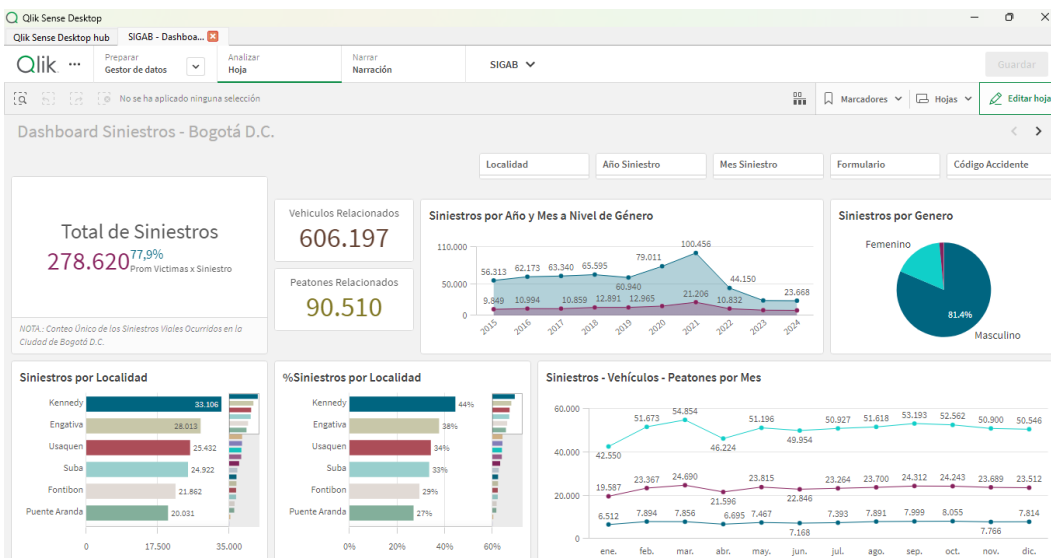 Qlik Sense Desktop
Qlik Sense Desktop hub
SIGAB - Dashboa...
Qlik
Preparar
Gestor de datos
Analizar
Hoja
Narrar
Narración
SIGAB
Guardar
No se ha aplicado ninguna selección
Marcadores
Hojas
Editar hoja
Dashboard Siniestros - Bogotá D.C.
Localidad
Año Siniestro
Mes Siniestro
Formulario
Código Accidente
Total de Siniestros
278.620
77,9%
Prom Victimas x Siniestro
NOTA.: Conteo Único de los Siniestros Viales Ocurridos en la
Ciudad de Bogotá D.C.
Vehiculos Relacionados
606.197
Peatones Relacionados
90.510
Siniestros por Año y Mes a Nivel de Género
110.000
50.000
0
56.313
62.173
63.340
65.595
60.940
79.011
100.456
44.150
23.668
9.849
10.994
10.859
12.891
12.965
21.206
10.832
2015
2016
2017
2018
2019
2020
2021
2022
2023
2024
Siniestros por Genero
Femenino
81.4%
Masculino
Siniestros por Localidad
Kennedy
33.106
Engativa
28.013
Usaquen
25.432
Suba
24.922
Fontibon
21.862
Puente Aranda
20.031
0
17.500
35.000
%Siniestros por Localidad
Kennedy
44%
Engativa
38%
Usaquen
34%
Suba
33%
Fontibon
29%
Puente Aranda
27%
0%
20%
40%
60%
Siniestros - Vehículos - Peatones por Mes
60.000
40.000
20.000
0
42.550
51.673
54.854
46.224
51.196
49.954
50.927
51.618
53.193
52.562
50.900
50.546
19.587
23.367
24.690
21.596
23.815
22.846
23.264
23.700
24.312
24.243
23.689
23.512
6.512
7.894
7.856
6.695
7.467
7.168
7.393
7.891
7.999
8.055
7.766
7.814
ene.
feb.
mar.
abr.
may.
jun.
jul.
ago.
sep.
oct.
nov.
dic.